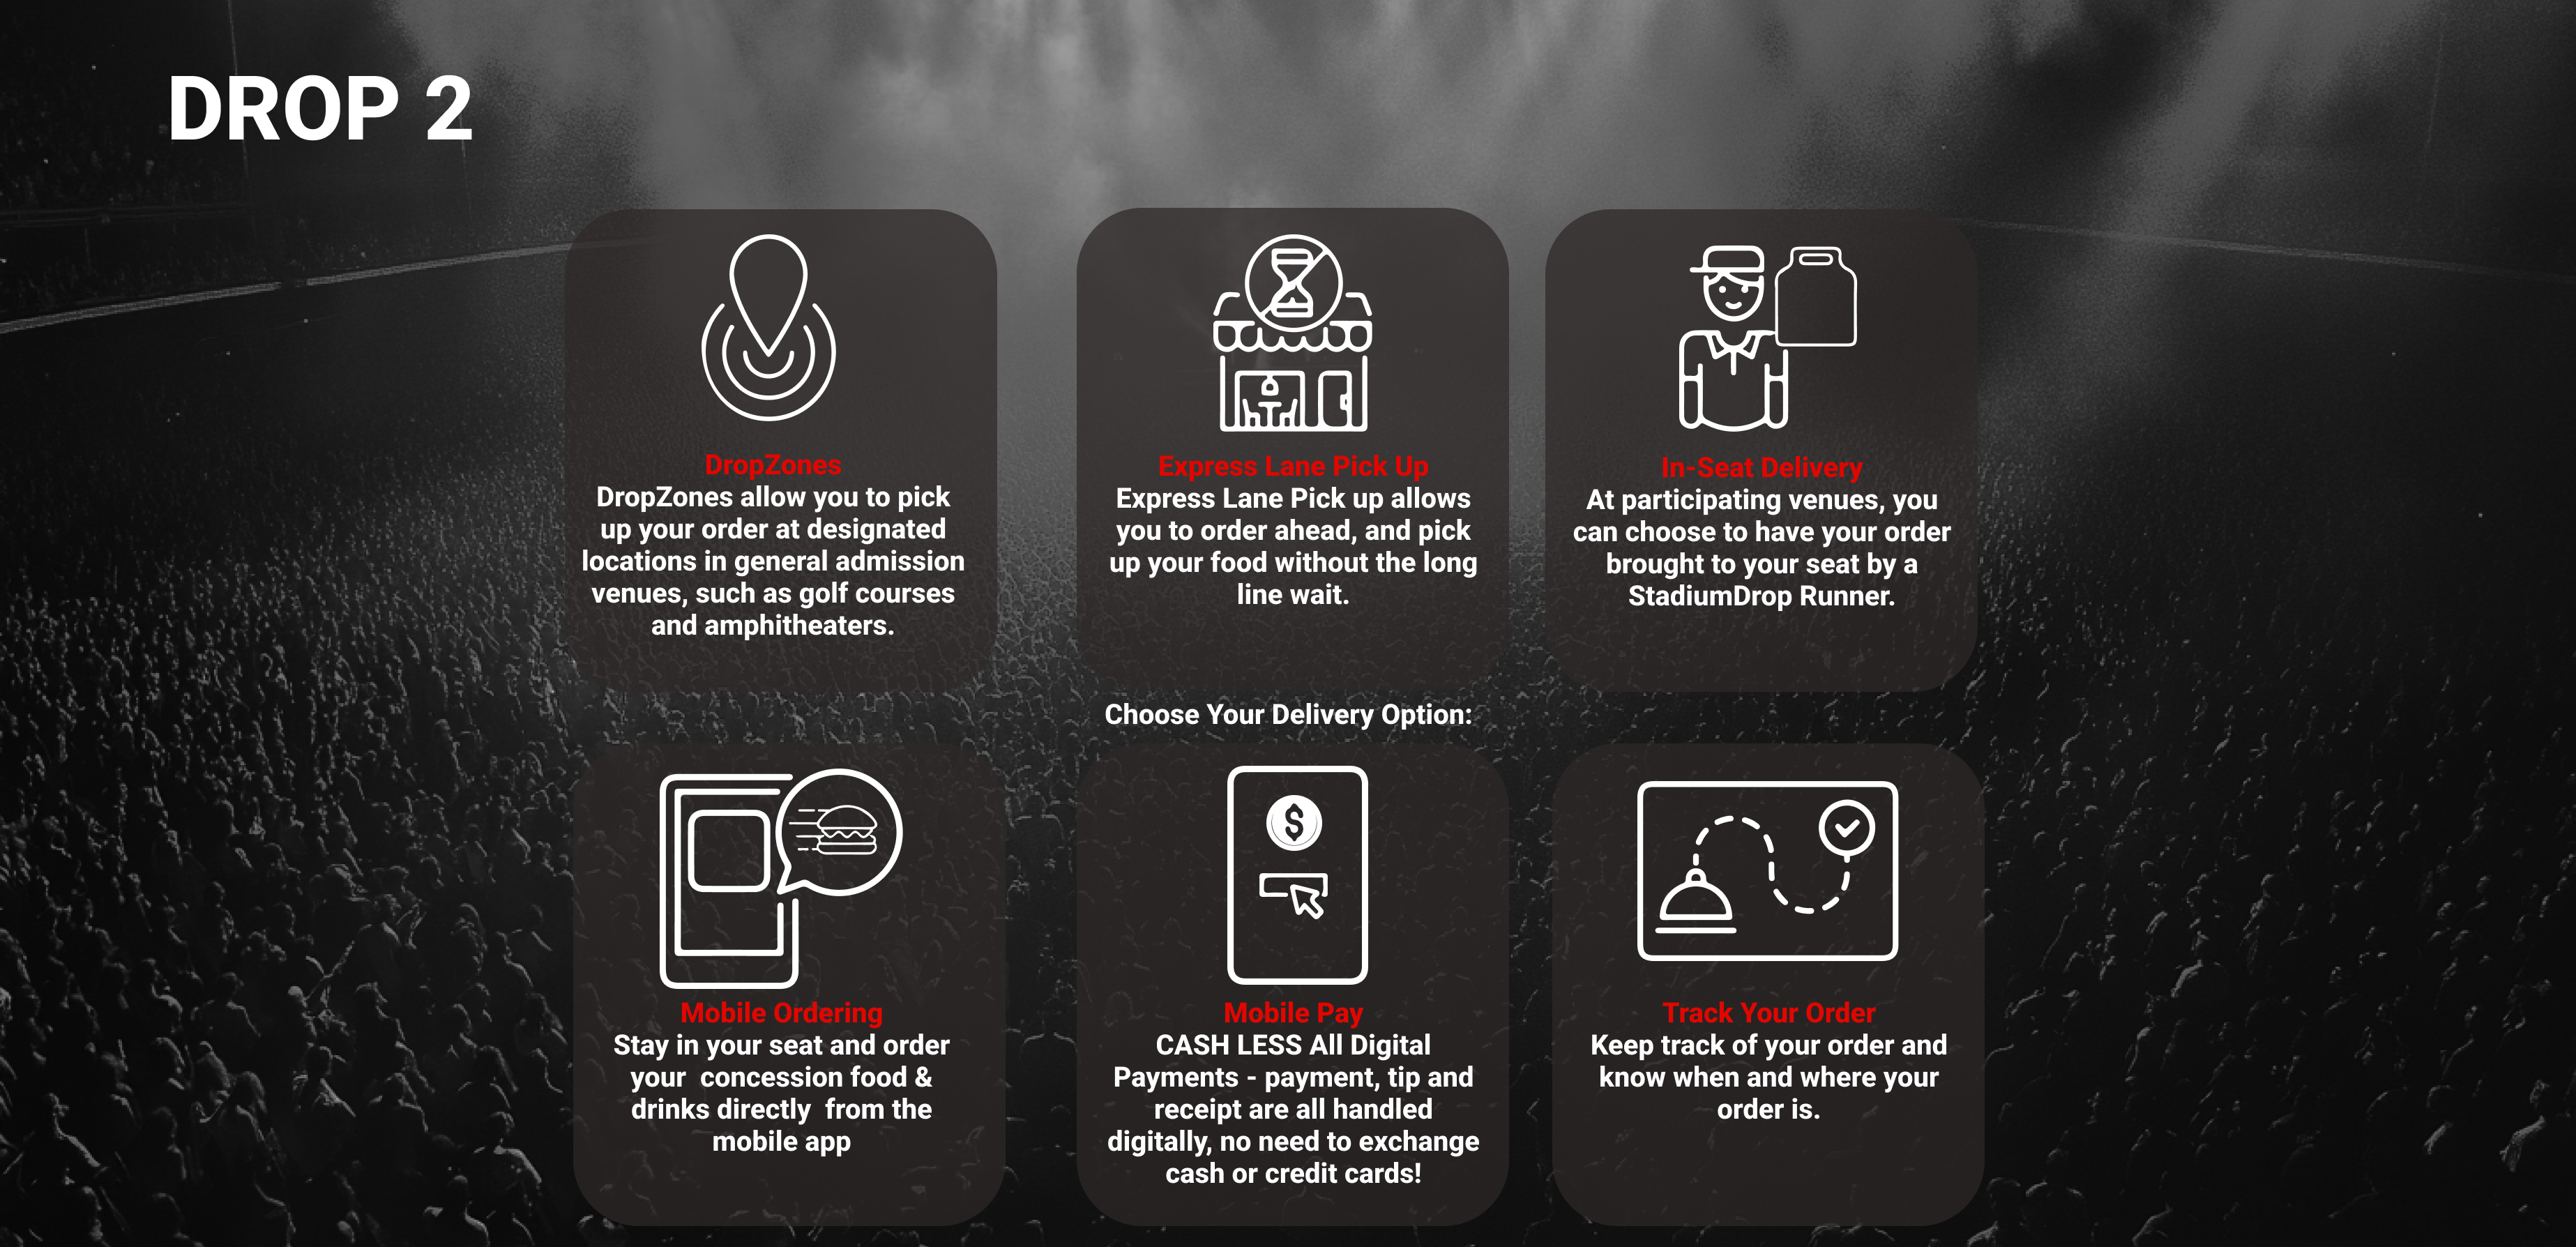 DROP 2
DropZones
DropZones allow you to pick
up your order at designated
locations in general admission
venues, such as golf courses
and amphitheaters.
Express Lane Pick Up
Express Lane Pick up allows
you to order ahead, and pick
up your food without the long
line wait.
In-Seat Delivery
At participating venues, you
can choose to have your order
brought to your seat by a
StadiumDrop Runner.
Choose Your Delivery Option:
Mobile Ordering
Stay in your seat and order
your  concession food &
drinks directly  from the
mobile app
$
Mobile Pay
CASH LESS All Digital
Payments - payment, tip and
receipt are all handled
digitally, no need to exchange
cash or credit cards!
Track Your Order
Keep track of your order and
know when and where your
order is.